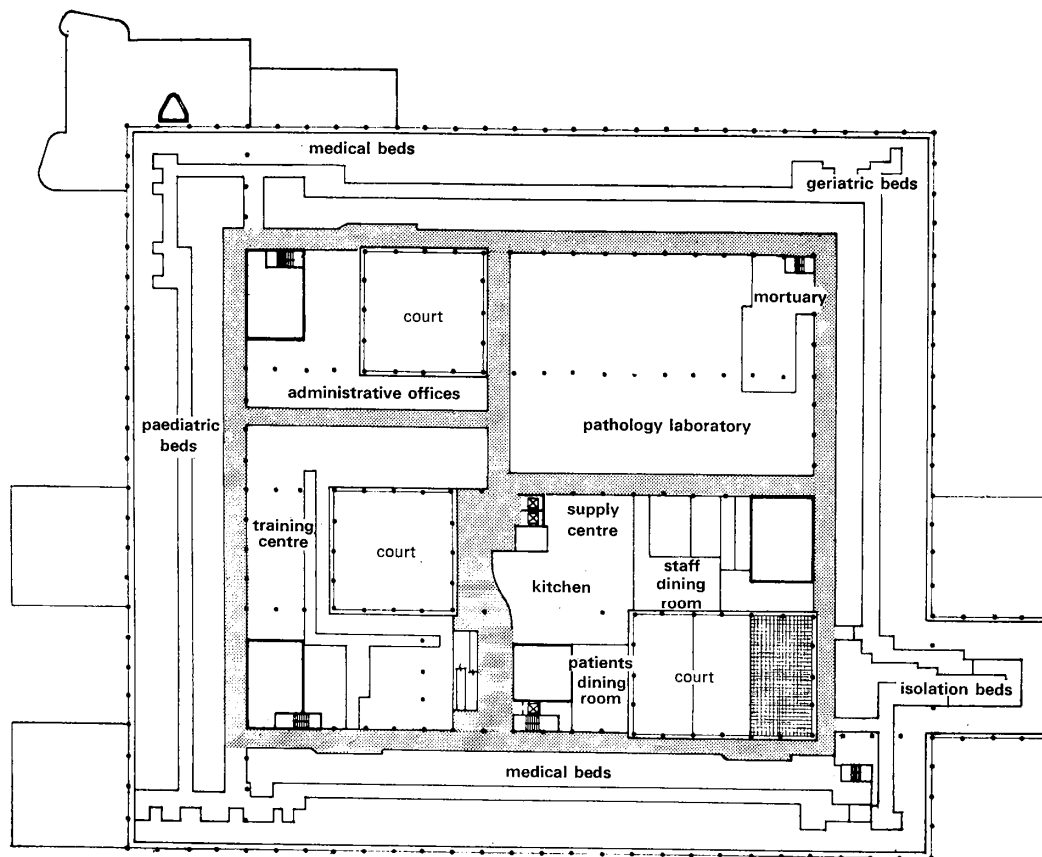 medical beds
geriatric beds
mortuary
court
administrative offices
paediatric
beds
pathology laboratory
supply
centre
training
centre
court
kitchen
staff
dining
room
patients
dining
room
court
isolation beds
medical beds